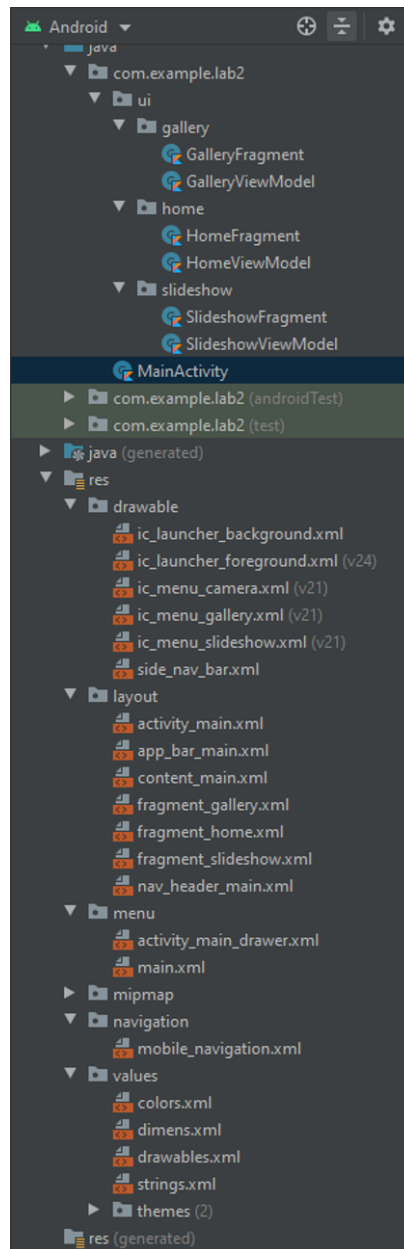 Android
java
com.example.lab2
ui
gallery
GalleryFragment
GalleryViewModel
home
HomeFragment
HomeViewModel
slideshow
SlideshowFragment
SlideshowViewModel
MainActivity
com.example.lab2 (androidTest)
com.example.lab2 (test)
java (generated)
res
drawable
ic_launcher_background.xml
ic_launcher_foreground.xml (v24)
ic_menu_camera.xml (v21)
ic_menu_gallery.xml (v21)
ic_menu_slideshow.xml (v21)
side_nav_bar.xml
layout
activity_main.xml
app_bar_main.xml
content_main.xml
fragment_gallery.xml
fragment_home.xml
fragment_slideshow.xml
nav_header_main.xml
menu
activity_main_drawer.xml
main.xml
mipmap
navigation
mobile_navigation.xml
values
colors.xml
dimens.xml
drawables.xml
strings.xml
themes (2)
res (generated)